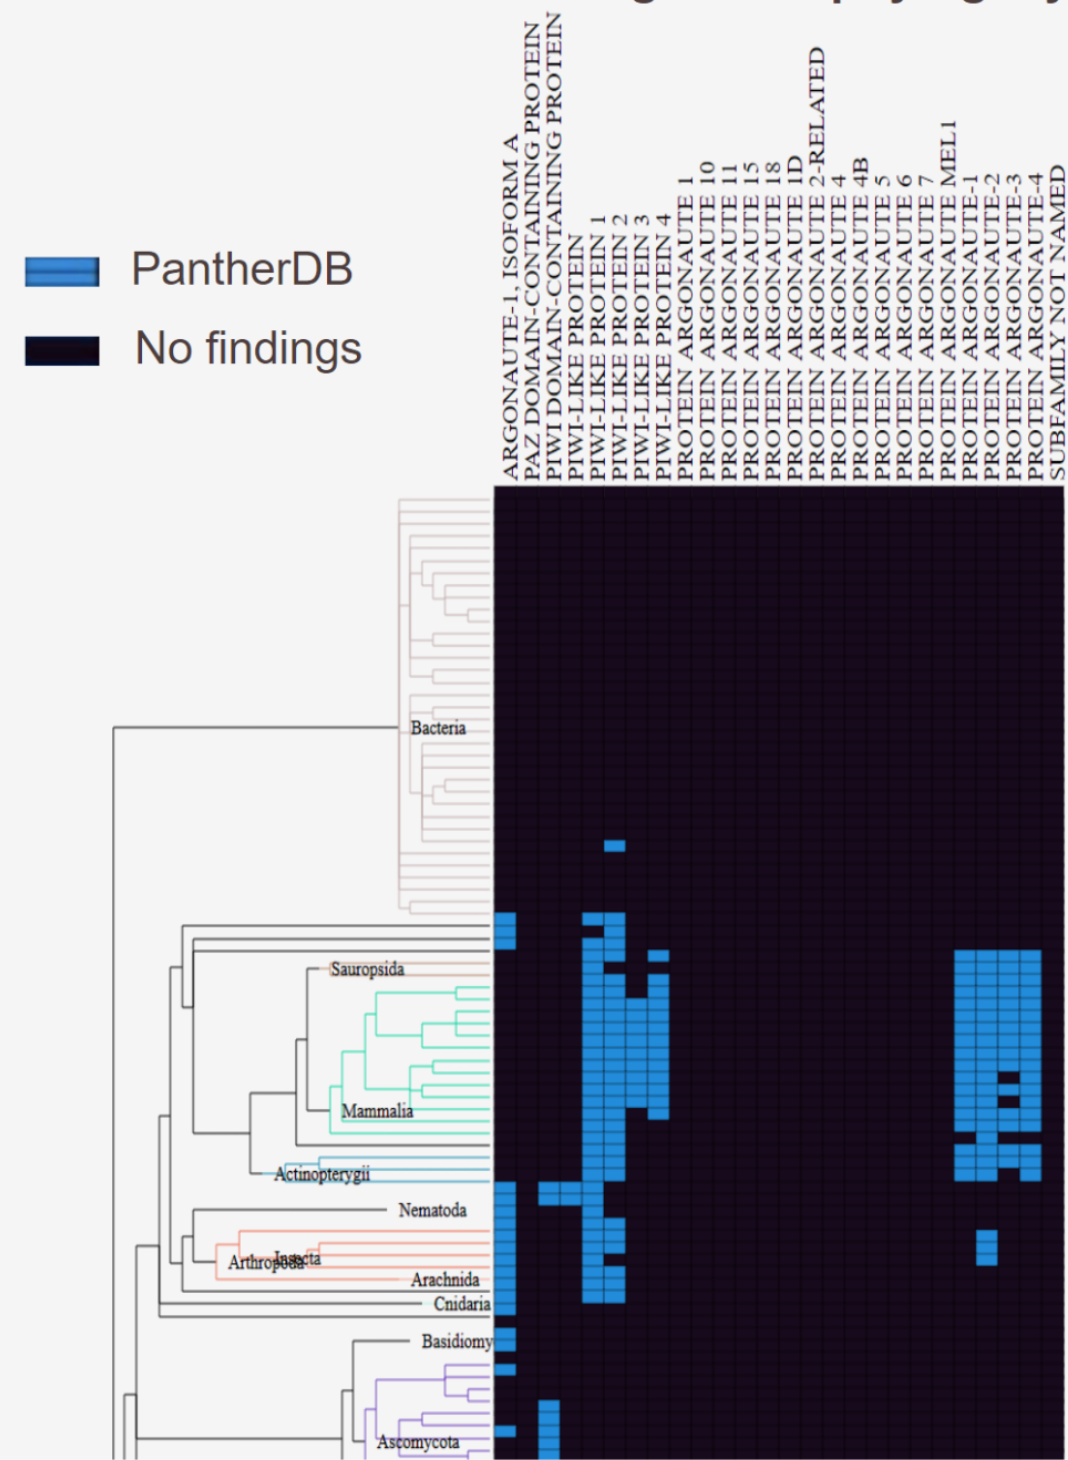 ARGONAUTE-1, ISOFORM A
PAZ DOMAIN-CONTAINING PROTEIN
PIWI DOMAIN-CONTAINING PROTEIN
PIWI-LIKE PROTEIN
PIWI-LIKE PROTEIN 1
PIWI-LIKE PROTEIN 2
PIWI-LIKE PROTEIN 3
PIWI-LIKE PROTEIN 4
PROTEIN ARGONAUTE 1
PROTEIN ARGONAUTE 10
PROTEIN ARGONAUTE 11
PROTEIN ARGONAUTE 15
PROTEIN ARGONAUTE 18
PROTEIN ARGONAUTE 1D
PROTEIN ARGONAUTE 2-RELATED
PROTEIN ARGONAUTE 4
PROTEIN ARGONAUTE 4B
PROTEIN ARGONAUTE 5
PROTEIN ARGONAUTE 6
PROTEIN ARGONAUTE 7
PROTEIN ARGONAUTE MEL1
PROTEIN ARGONAUTE-1
PROTEIN ARGONAUTE-2
PROTEIN ARGONAUTE-3
PROTEIN ARGONAUTE-4
SUBFAMILY NOT NAMED
PantherDB
No findings
Bacteria
Sauropsida
Mammalia
Actinopterygii
Nematoda
Insecta
Arthropoda
Arachnida
Cnidaria
Basidiomy
Ascomycota